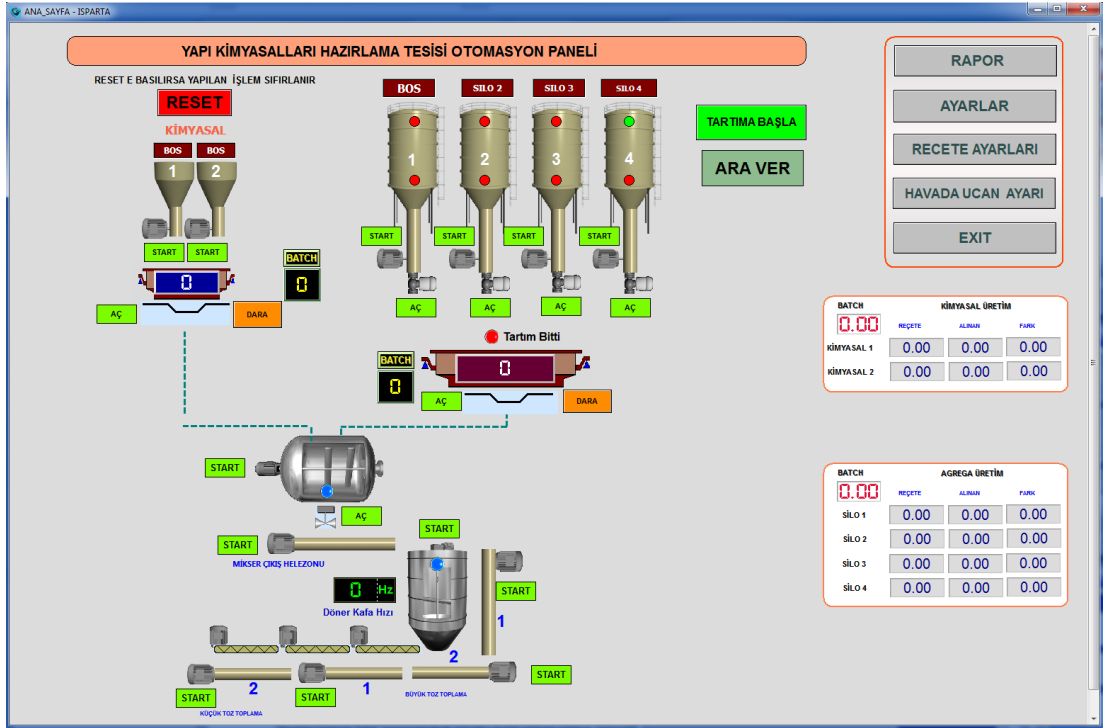 ANA_SAYFA - ISPARTA
YAPI KİMYASALLARI HAZIRLAMA TESİSİ OTOMASYON PANELİ
RESET E BASILIRSA YAPILAN İŞLEM SIFIRLANIR
RESET
KİMYASAL
BOS BOS
1 2
START START
BATCH
0
0
AÇ DARA
BOS SILO 2 SILO 3 SILO 4
1 2 3 4
START START START START
AÇ AÇ AÇ AÇ
TARTIMA BAŞLA
ARA VER
Tartım Bitti
BATCH
0
0
AÇ DARA
RAPOR
AYARLAR
RECETE AYARLARI
HAVADA UCAN AYARI
EXIT
BATCH KİMYASAL ÜRETİM
0.00 REÇETE ALINAN FARK
KİMYASAL 1 0.00 0.00 0.00
KİMYASAL 2 0.00 0.00 0.00
BATCH AGREGA ÜRETİM
0.00 REÇETE ALINAN FARK
SİLO 1 0.00 0.00 0.00
SİLO 2 0.00 0.00 0.00
SİLO 3 0.00 0.00 0.00
SİLO 4 0.00 0.00 0.00
START
AÇ
START
START
MİKSER ÇIKIŞ HELEZONU
0 Hz
Döner Kafa Hızı
START
1
2
START
2 1
BÜYÜK TOZ TOPLAMA
START START
KÜÇÜK TOZ TOPLAMA